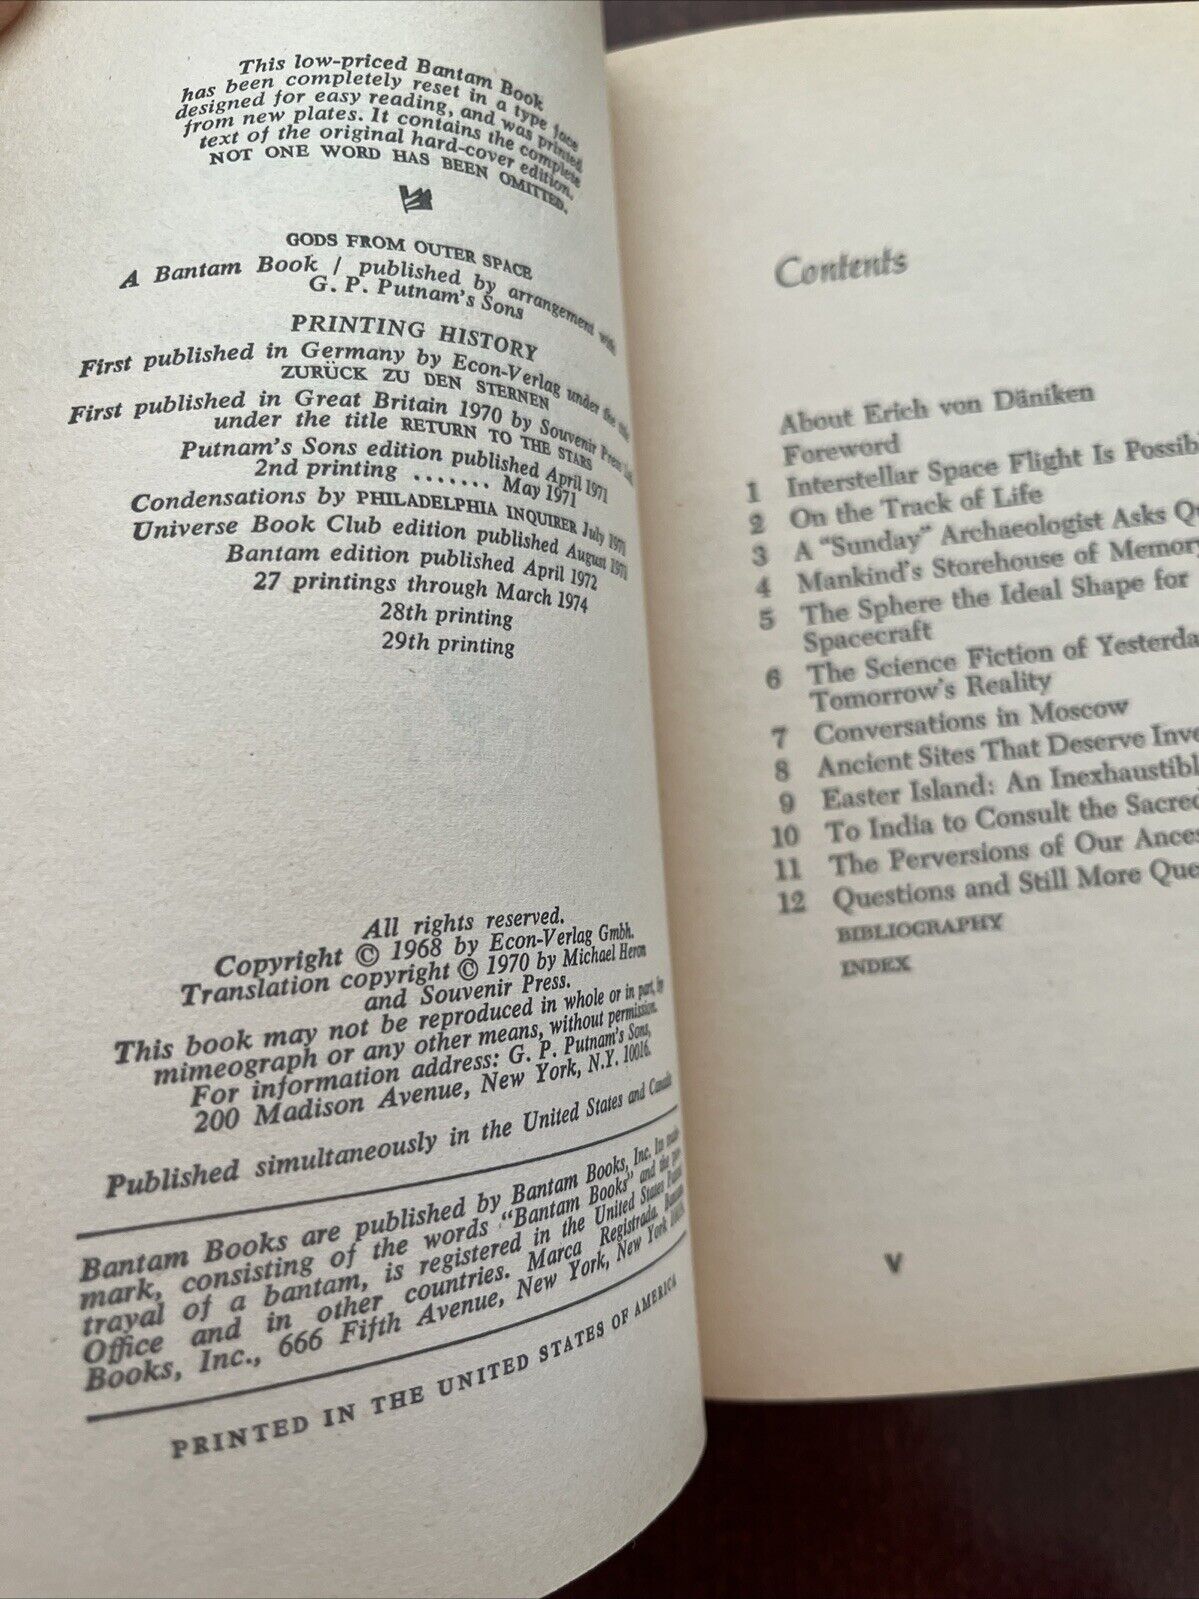 This low-priced Bantam Book
has been completely reset in a type face
designed for easy reading, and was printed
from new plates. It contains the complete
text of the original hard-cover edition.
NOT ONE WORD HAS BEEN OMITTED.
GODS FROM OUTER SPACE
A Bantam Book / published by arrangement with
G. P. Putnam's Sons
PRINTING HISTORY
First published in Germany by Econ-Verlag under the title
ZURÜCK ZU DEN STERNEN
First published in Great Britain 1970 by Souvenir Press Ltd.
under the title RETURN TO THE STARS
Putnam's Sons edition published April 1971
2nd printing ....... May 1971
Condensations by PHILADELPHIA INQUIRER July 1971
Universe Book Club edition published August 1971
Bantam edition published April 1972
27 printings through March 1974
28th printing
29th printing
All rights reserved.
Copyright © 1968 by Econ-Verlag Gmbh.
Translation copyright © 1970 by Michael Heron
and Souvenir Press.
This book may not be reproduced in whole or in part, by
mimeograph or any other means, without permission.
For information address: G. P. Putnam's Sons,
200 Madison Avenue, New York, N.Y. 10016.
Published simultaneously in the United States and Canada
Bantam Books are published by Bantam Books, Inc. Its trade-
mark, consisting of the words "Bantam Books" and the por-
trayal of a bantam, is registered in the United States Patent
Office and in other countries. Marca Registrada. Bantam
Books, Inc., 666 Fifth Avenue, New York, New York 10019.
PRINTED IN THE UNITED STATES OF AMERICA
Contents
About Erich von Däniken
Foreword
1 Interstellar Space Flight Is Possib
2 On the Track of Life
3 A "Sunday" Archaeologist Asks Qu
4 Mankind's Storehouse of Memory
5 The Sphere the Ideal Shape for
Spacecraft
6 The Science Fiction of Yesterda
Tomorrow's Reality
7 Conversations in Moscow
8 Ancient Sites That Deserve Inve
9 Easter Island: An Inexhaustibl
10 To India to Consult the Sacred
11 The Perversions of Our Ances
12 Questions and Still More Que
BIBLIOGRAPHY
INDEX
V